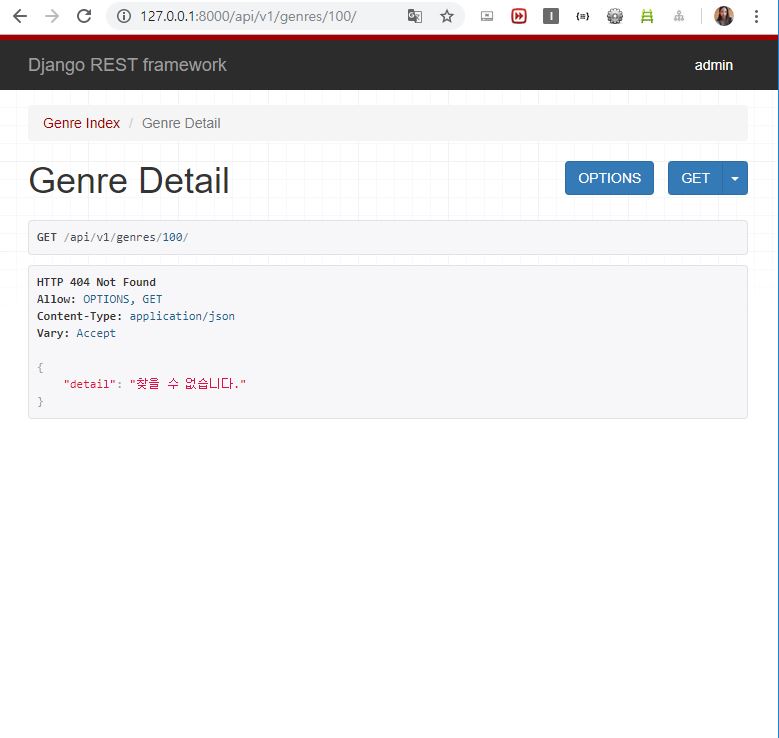 127.0.0.1:8000/api/v1/genres/100/
Django REST framework
admin
Genre Index / Genre Detail
Genre Detail
OPTIONS
GET
GET /api/v1/genres/100/
HTTP 404 Not Found
Allow: OPTIONS, GET
Content-Type: application/json
Vary: Accept
{
"detail": "찾을 수 없습니다."
}